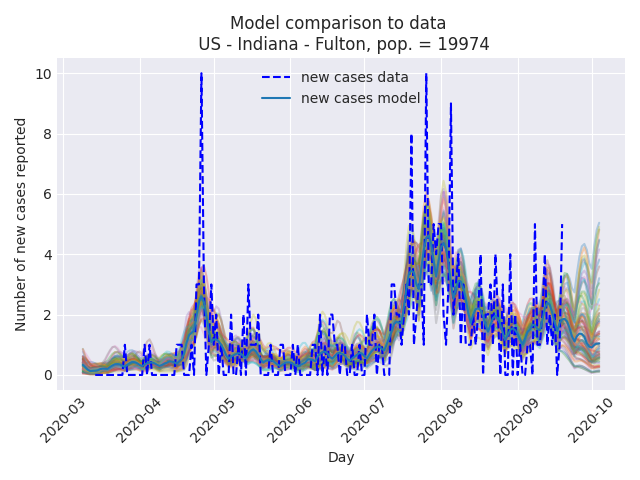 Model comparison to data
US - Indiana - Fulton, pop. = 19974
new cases data
new cases model
Number of new cases reported
10
8
6
4
2
0
2020-03
2020-04
2020-05
2020-06
2020-07
2020-08
2020-09
2020-10
Day